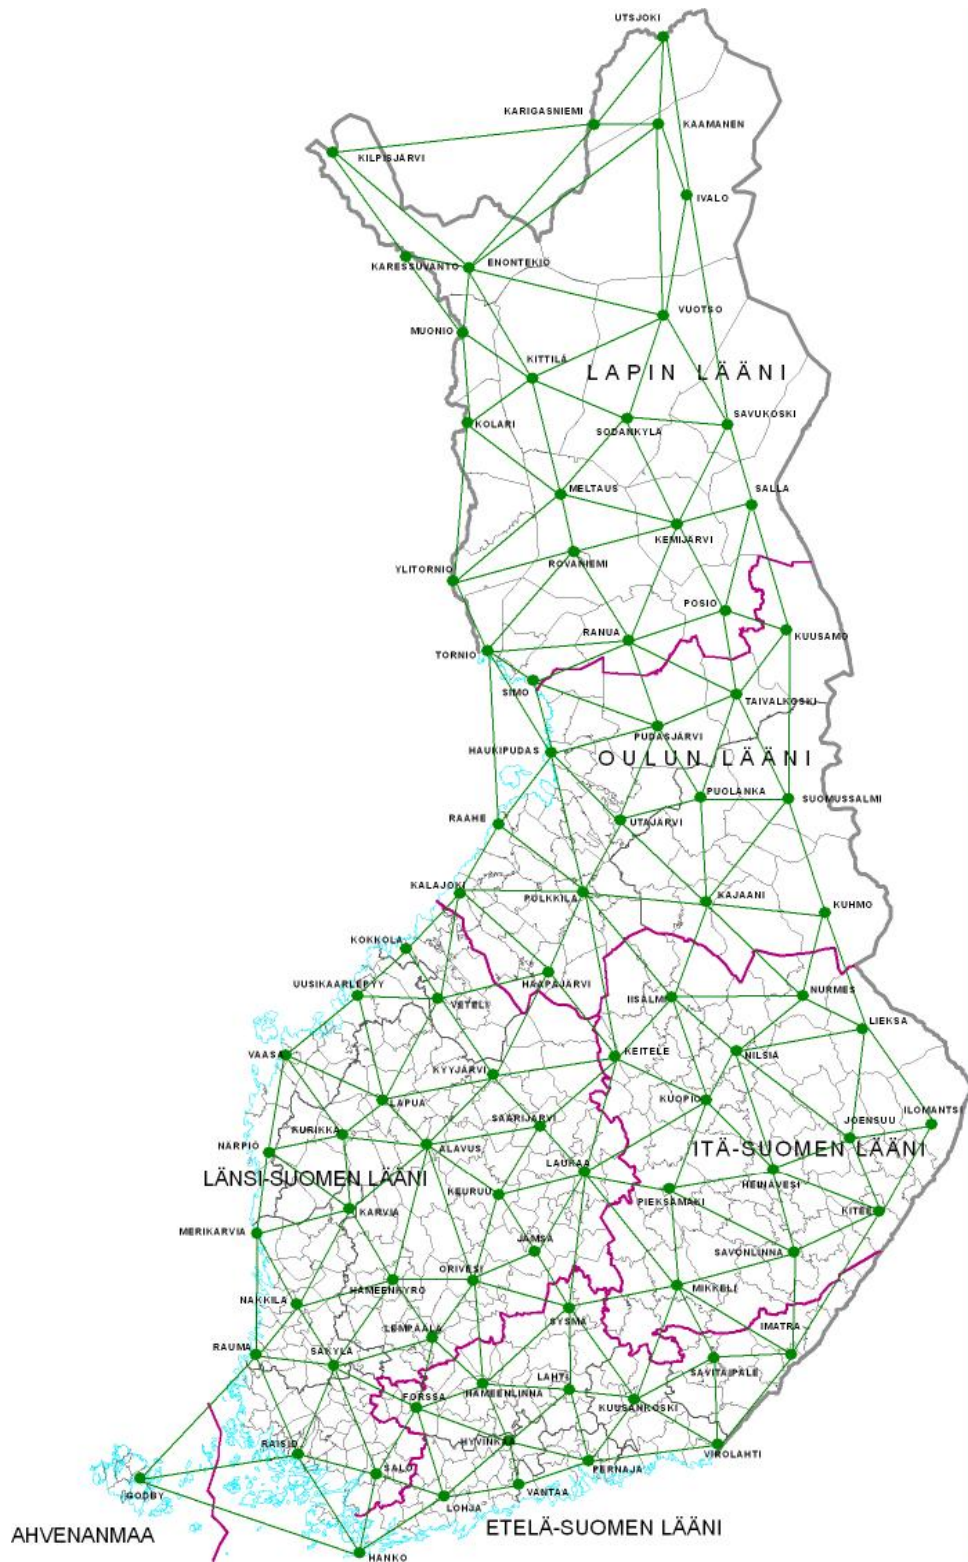 UTSJOKI
KARIGASNIEMI
KAAMANEN
KILPISJÄRVI
IVALO
KARESSUVANTO
ENONTEKIO
VUOTSO
MUONIO
KITTILÄ
LAPIN LÄÄNI
KOLARI
SODANKYLÄ
SAVUKOSKI
MELTAUS
SALLA
KEMIJÄRVI
ROVANIEMI
YLITORNIO
POSIO
RANUA
KUUSAMO
TORNIO
SIMO
TAIVALKOSKI
PUDASJÄRVI
HAUKIPUDAS
OULUN LÄÄNI
PUOLANKA
SUOMUSSALMI
RAAHE
UTAJÄRVI
KALAJOKI
PULKKILA
KAJAANI
KUHMO
KOKKOLA
UUSIKAARLEPYY
HAAPAJÄRVI
VETELI
IISALMI
NURMES
LIEKSA
VAASA
KEITELE
NILSIÄ
KYYJÄRVI
LAPUA
KUOPIO
SAARIJÄRVI
ILOMANTSI
KURIKKA
JOENSUU
NÄRPIÖ
ALAVUS
ITÄ-SUOMEN LÄÄNI
LÄNSI-SUOMEN LÄÄNI
LAUKAA
HEINÄVESI
KEURUU
PIEKSÄMÄKI
KARVIA
KITEE
MERIKARVIA
JÄMSÄ
SAVONLINNA
ORIVESI
HÄMEENKYRÖ
MIKKELI
NAKKILA
SYSMÄ
IMATRA
LEMPÄÄLÄ
RAUMA
SÄKYLÄ
SAVITAIPALE
LAHTI
FORSSA
HÄMEENLINNA
KUUSANKOSKI
RAISIO
HYVINKÄÄ
VIROLAHTI
SALO
PERNAJA
GODBY
LOHJA
VANTAA
AHVENANMAA
ETELÄ-SUOMEN LÄÄNI
HANKO